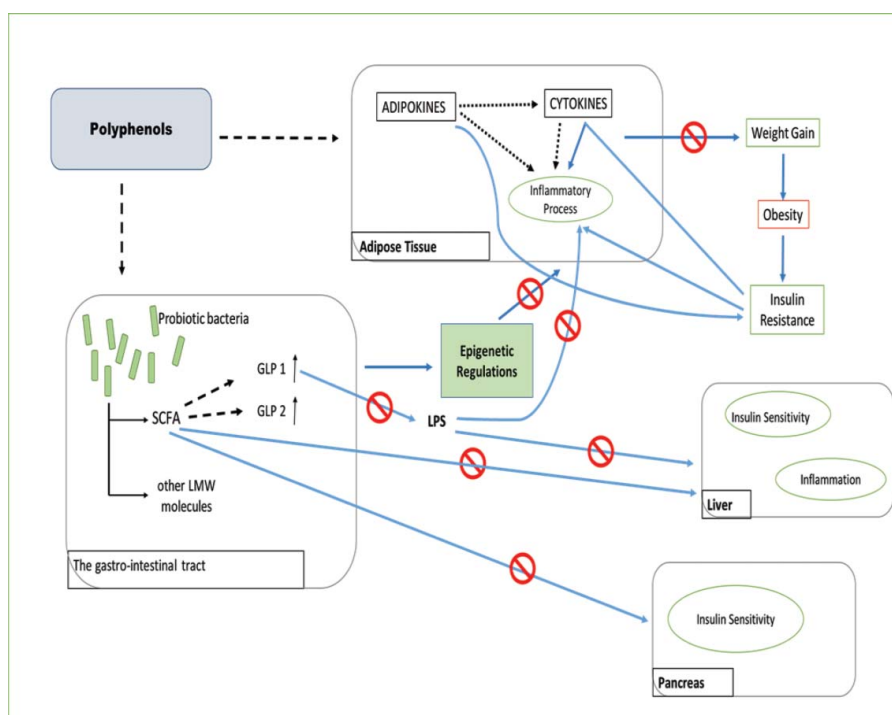 Polyphenols
ADIPOKINES
CYTOKINES
Inflammatory
Process
Adipose Tissue
Weight Gain
Obesity
Insulin
Resistance
Probiotic bacteria
SCFA
GLP 1
GLP 2
other LMW
molecules
The gastro-intestinal tract
Epigenetic
Regulations
LPS
Insulin Sensitivity
Inflammation
Liver
Insulin Sensitivity
Pancreas